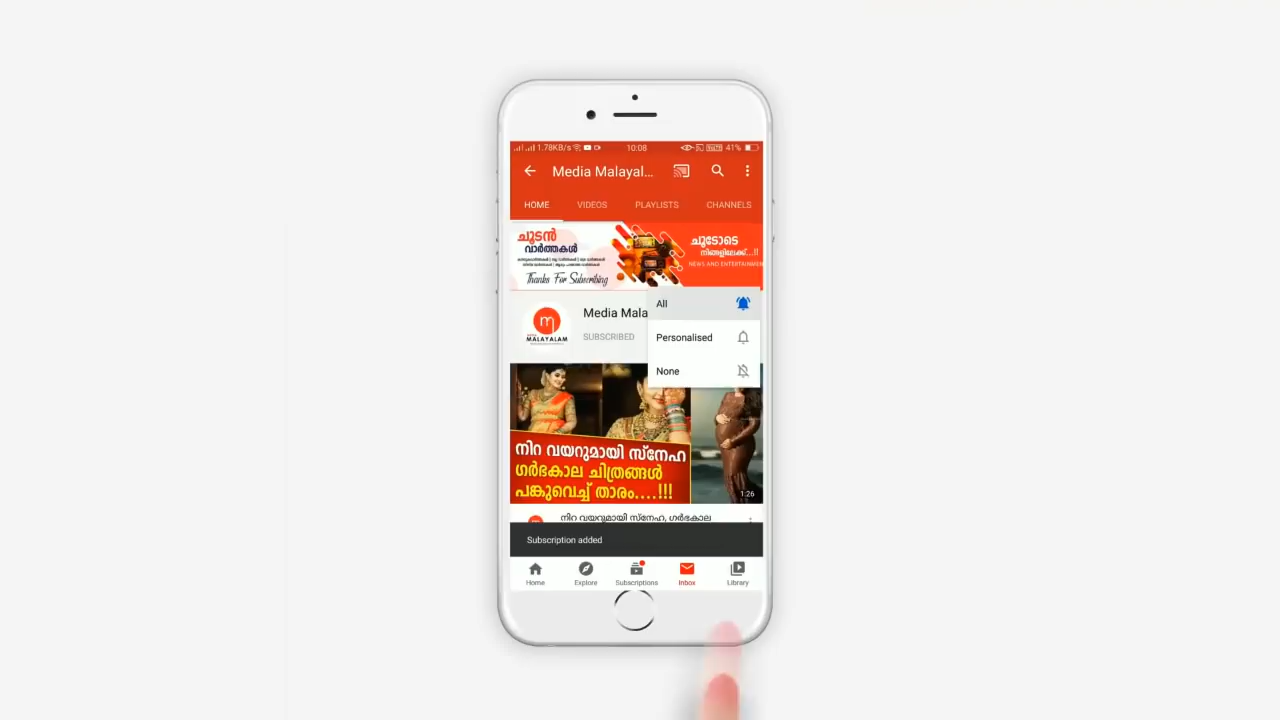 1.78KB/s
10:08
41%
Media Malayal...
HOME VIDEOS PLAYLISTS CHANNELS
ചൂടൻ
വാർത്തകൾ
Thanks For Subscribing
ചൂടോടെ
നിങ്ങളിലേക്ക്...!!
NEWS AND ENTERTAINMEN
Media Mala
SUBSCRIBED
MALAYALAM
All
Personalised
None
നിറ വയറുമായി സ്നേഹ
ഗർഭകാല ചിത്രങ്ങൾ
പങ്കുവെച്ച് താരം....!!!
1:26
നിറ വയറുമായി സ്നേഹ, ഗർഭകാല
Subscription added
Home Explore Subscriptions Inbox Library